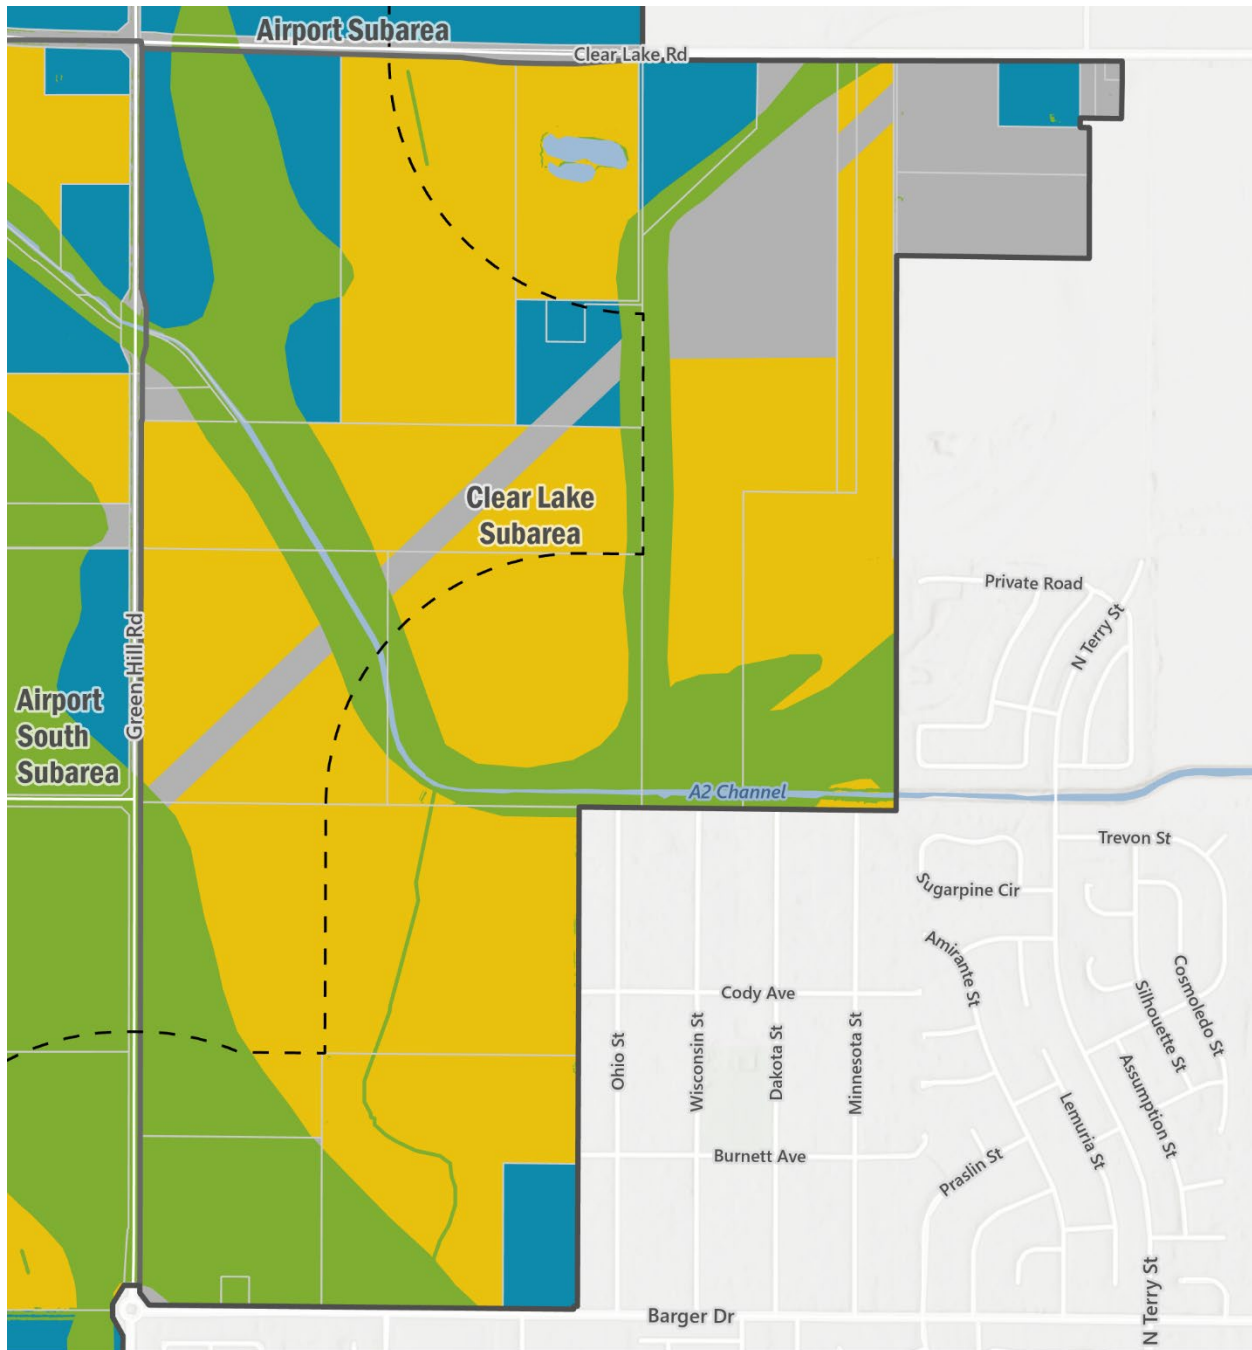 Airport Subarea
Clear Lake Rd
Clear Lake
Subarea
Private Road
N Terry St
Green Hill Rd
Airport
South
Subarea
A2 Channel
Trevon St
Sugarpine Cir
Amirante St
Cosmoledo St
Silhouette St
Cody Ave
Ohio St
Wisconsin St
Dakota St
Minnesota St
Assumption St
Lemuria St
Burnett Ave
Praslin St
N Terry St
Barger Dr